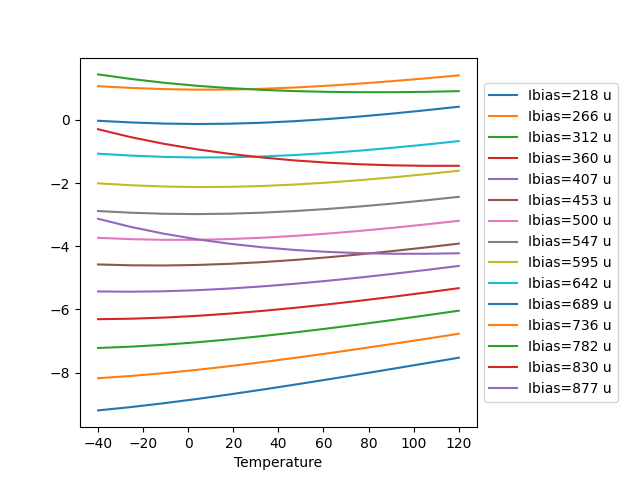 0
−2
−4
−6
−8
−40
−20
0
20
40
60
80
100
120
Temperature
Ibias=218 u
Ibias=266 u
Ibias=312 u
Ibias=360 u
Ibias=407 u
Ibias=453 u
Ibias=500 u
Ibias=547 u
Ibias=595 u
Ibias=642 u
Ibias=689 u
Ibias=736 u
Ibias=782 u
Ibias=830 u
Ibias=877 u